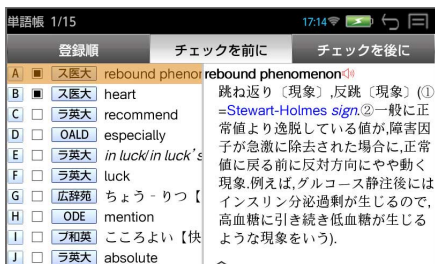 単語帳 1/15
17:14
登録順 チェックを前に チェックを後に
A ス医大 rebound phenor
B ス医大 heart
C ラ英大 recommend
D OALD especially
E ラ英大 in luck/in luck's
F ラ英大 luck
G 広辞苑 ちょう‐りつ【
H ODE mention
I プ和英 こころよい【快
J ラ英大 absolute
rebound phenomenon
跳ね返り〔現象〕,反跳〔現象〕(①
=Stewart-Holmes sign.②一般に正
常値より逸脱している値が,障害因
子が急激に除去された場合に,正常
値に戻る前に反対方向にやや動く
現象.例えば,グルコース静注後には
インスリン分泌過剰が生じるので,
高血糖に引き続き低血糖が生じる
ような現象をいう).